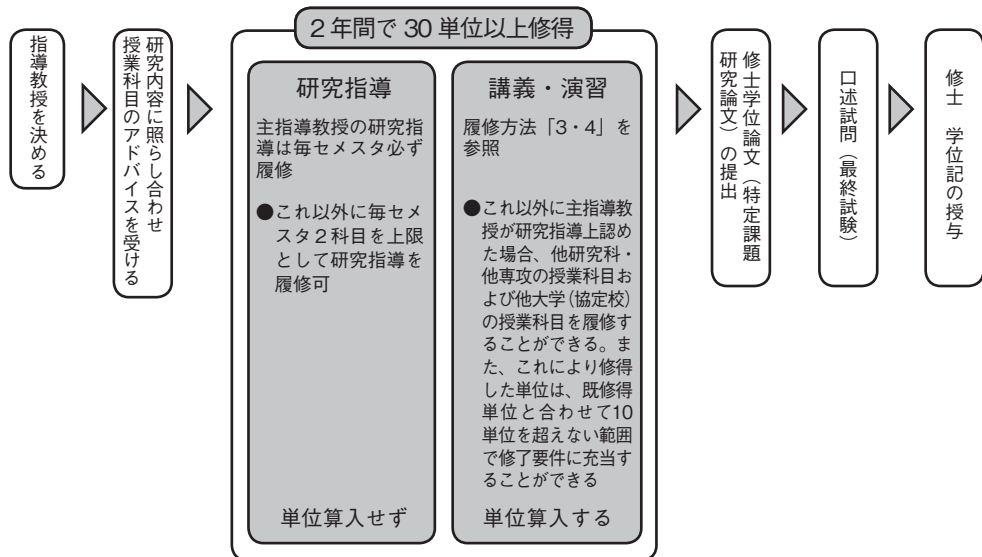 指導教授を決める
研究内容に照らし合わせ
授業科目のアドバイスを受ける
2年間で30単位以上修得
研究指導
主指導教授の研究指
導は毎セメスタ必ず
履修
●これ以外に毎セメ
スタ2科目を上限
として研究指導を
履修可
単位算入せず
講義・演習
履修方法「3・4」を
参照
●これ以外に主指導教
授が研究指導上認め
た場合、他研究科・
他専攻の授業科目お
よび他大学(協定校)
の授業科目を履修す
ることができる。ま
た、これにより修得
した単位は、既修得
単位と合わせて10
単位を超えない範囲
で修了要件に充当す
ることができる
単位算入する
修士学位論文(特定課題
研究論文)の提出
口述試問(最終試験)
修士 学位記の授与